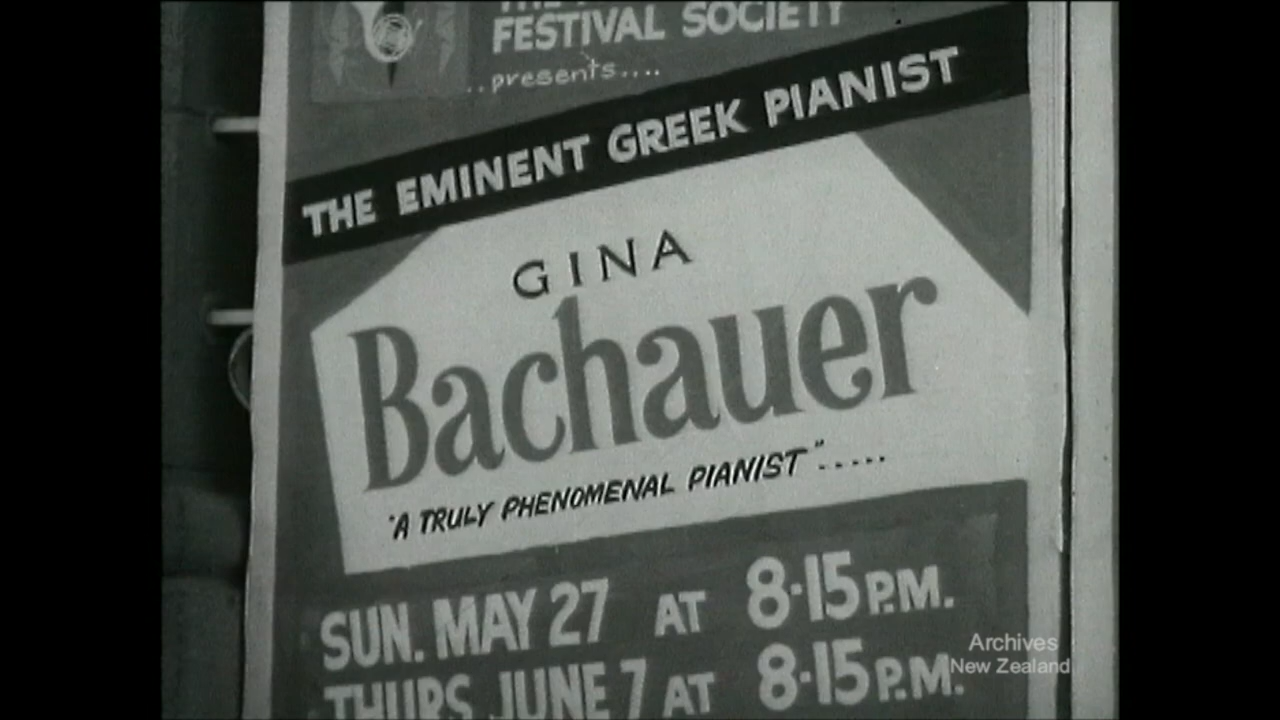 FESTIVAL SOCIETY
..presents....
THE EMINENT GREEK PIANIST
GINA
Bachauer
"A TRULY PHENOMENAL PIANIST".....
SUN. MAY 27 AT 8·15 P.M.
THURS. JUNE 7 AT 8·15 P.M.
Archives
New Zealand